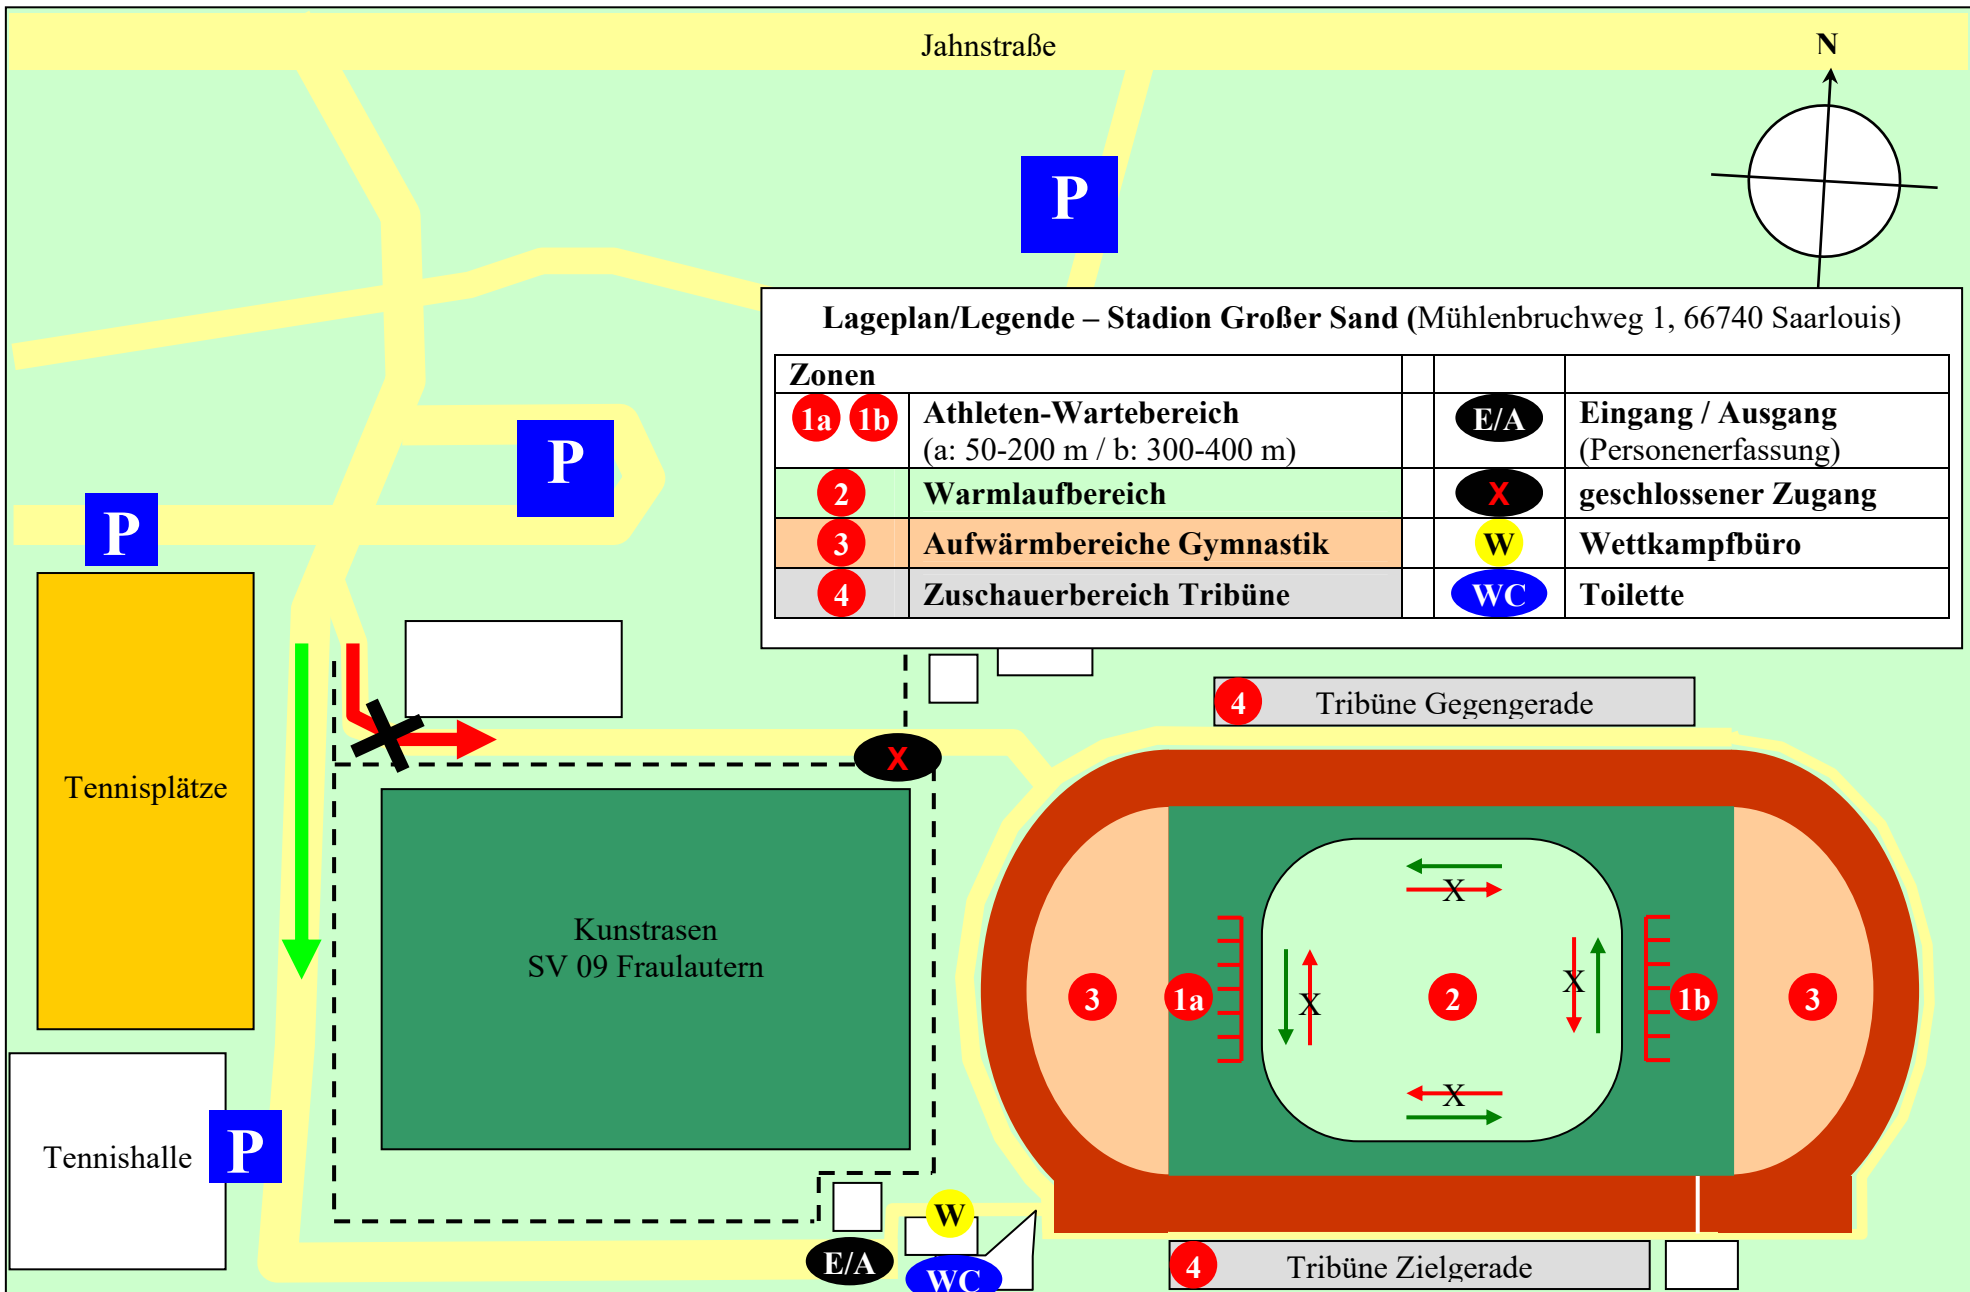 Jahnstraße
N
P
Lageplan/Legende – Stadion Großer Sand (Mühlenbruchweg 1, 66740 Saarlouis)
Zonen
1a 1b Athleten-Wartebereich E/A Eingang / Ausgang
(a: 50-200 m / b: 300-400 m) (Personenerfassung)
2 Warmlaufbereich X geschlossener Zugang
3 Aufwärmbereiche Gymnastik W Wettkampfbüro
4 Zuschauerbereich Tribüne WC Toilette
P
P
4 Tribüne Gegengerade
X
Tennisplätze
Kunstrasen
SV 09 Fraulautern
X
X
X
3 1a 2 1b 3
X
Tennishalle
P
W
E/A
WC
4 Tribüne Zielgerade